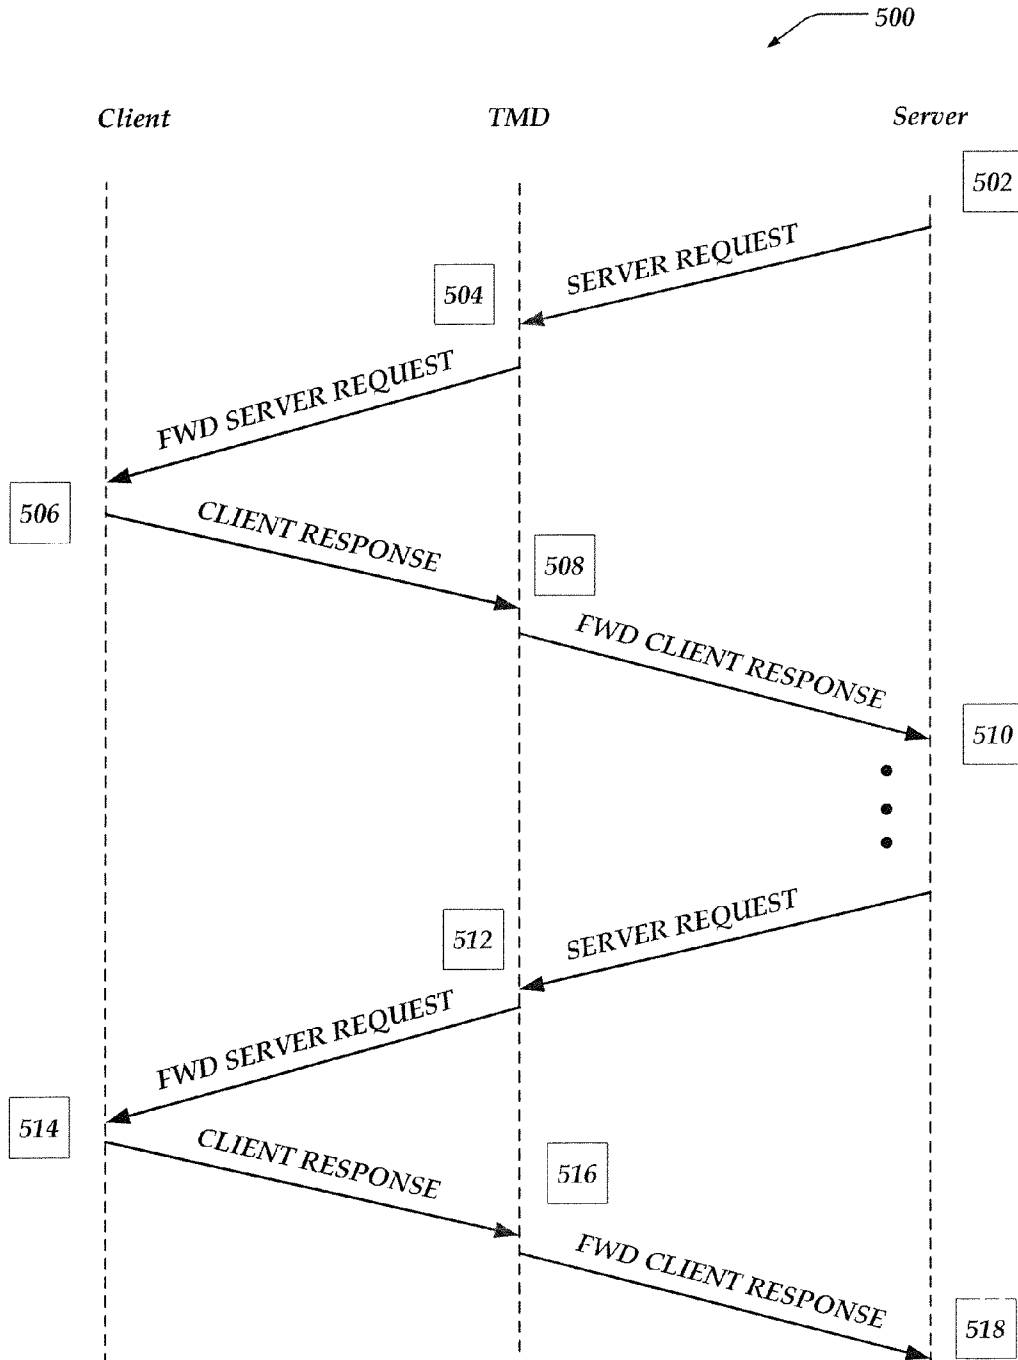 500
Client TMD Server
502
SERVER REQUEST
504
FWD SERVER REQUEST
506
CLIENT RESPONSE
508
FWD CLIENT RESPONSE
510
SERVER REQUEST
512
FWD SERVER REQUEST
514
CLIENT RESPONSE
516
FWD CLIENT RESPONSE
518